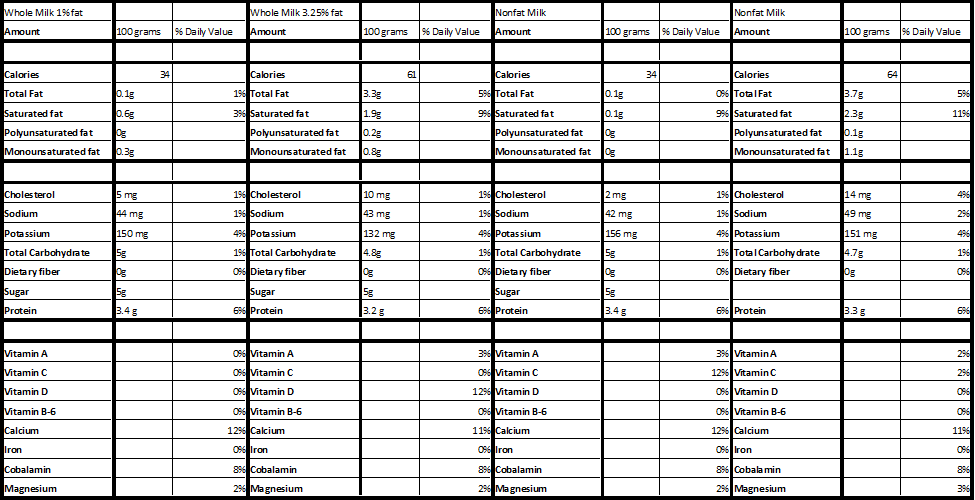 Whole Milk 1% fat Whole Milk 3.25% fat Nonfat Milk Nonfat Milk
Amount 100 grams % Daily Value Amount 100 grams % Daily Value Amount 100 grams % Daily Value Amount 100 grams % Daily Value
Calories 34 Calories 61 Calories 34 Calories 64
Total Fat 0.1g 1% Total Fat 3.3g 5% Total Fat 0.1g 0% Total Fat 3.7g 5%
Saturated fat 0.6g 3% Saturated fat 1.9g 9% Saturated fat 0.1g 9% Saturated fat 2.3g 11%
Polyunsaturated fat 0g Polyunsaturated fat 0.2g Polyunsaturated fat 0g Polyunsaturated fat 0.1g
Monounsaturated fat 0.3g Monounsaturated fat 0.8g Monounsaturated fat 0g Monounsaturated fat 1.1g
Cholesterol 5 mg 1% Cholesterol 10 mg 1% Cholesterol 2 mg 1% Cholesterol 14 mg 4%
Sodium 44 mg 1% Sodium 43 mg 1% Sodium 42 mg 1% Sodium 49 mg 2%
Potassium 150 mg 4% Potassium 132 mg 4% Potassium 156 mg 4% Potassium 151 mg 4%
Total Carbohydrate 5g 1% Total Carbohydrate 4.8g 1% Total Carbohydrate 5g 1% Total Carbohydrate 4.7g 1%
Dietary fiber 0g 0% Dietary fiber 0g 0% Dietary fiber 0g 0% Dietary fiber 0g 0%
Sugar 5g Sugar 5g Sugar 5g
Protein 3.4 g 6% Protein 3.2 g 6% Protein 3.4 g 6% Protein 3.3 g 6%
Vitamin A 0% Vitamin A 3% Vitamin A 3% Vitamin A 2%
Vitamin C 0% Vitamin C 0% Vitamin C 12% Vitamin C 2%
Vitamin D 0% Vitamin D 12% Vitamin D 0% Vitamin D 0%
Vitamin B-6 0% Vitamin B-6 0% Vitamin B-6 0% Vitamin B-6 0%
Calcium 12% Calcium 11% Calcium 12% Calcium 11%
Iron 0% Iron 0% Iron 0% Iron 0%
Cobalamin 8% Cobalamin 8% Cobalamin 8% Cobalamin 8%
Magnesium 2% Magnesium 2% Magnesium 2% Magnesium 3%